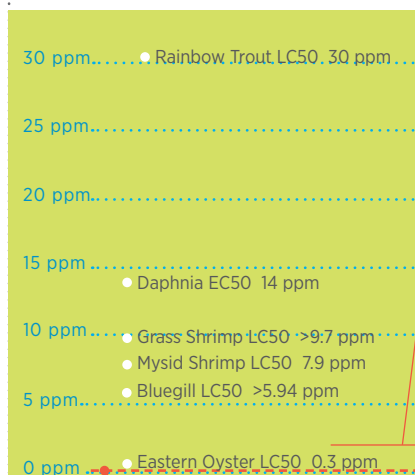 30 ppm
Rainbow Trout LC50 30 ppm
25 ppm
20 ppm
15 ppm
Daphnia EC50 14 ppm
10 ppm
Grass Shrimp LC50 >9.7 ppm
Mysid Shrimp LC50 7.9 ppm
Bluegill LC50 >5.94 ppm
5 ppm
Eastern Oyster LC50 0.3 ppm
0 ppm